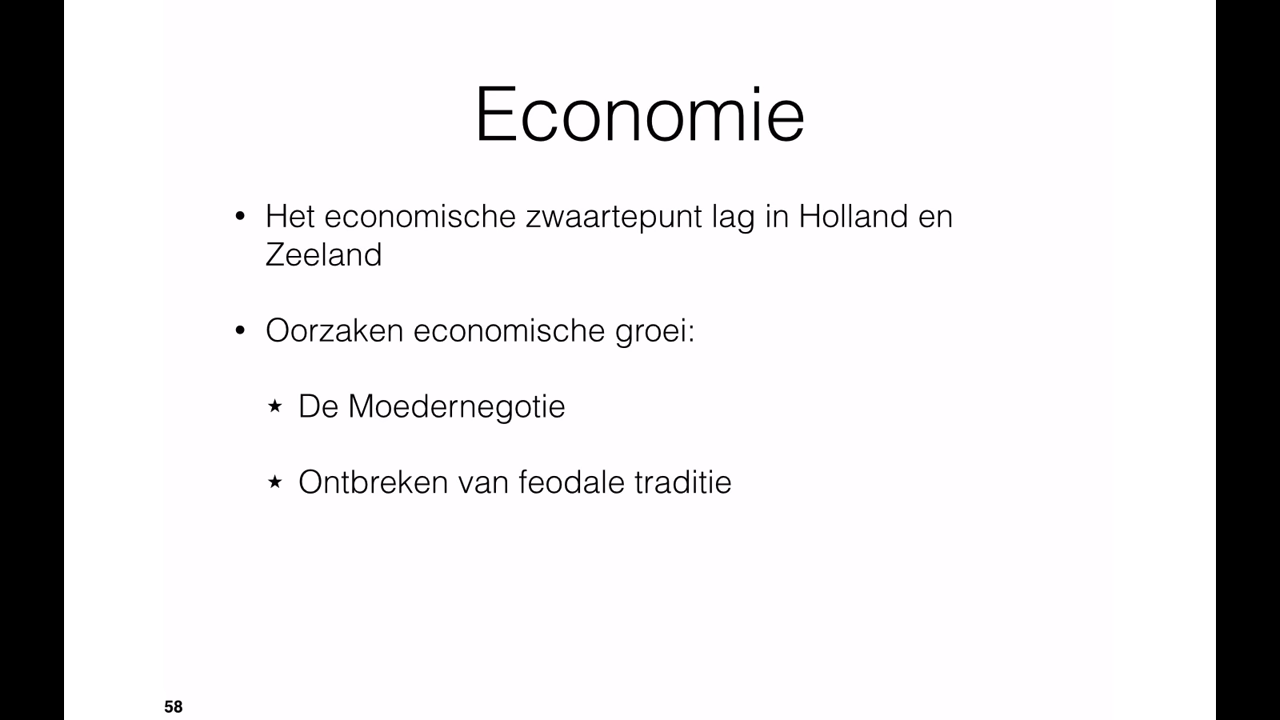 Economie
• Het economische zwaartepunt lag in Holland en
Zeeland
• Oorzaken economische groei:
★ De Moedernegotie
★ Ontbreken van feodale traditie
58